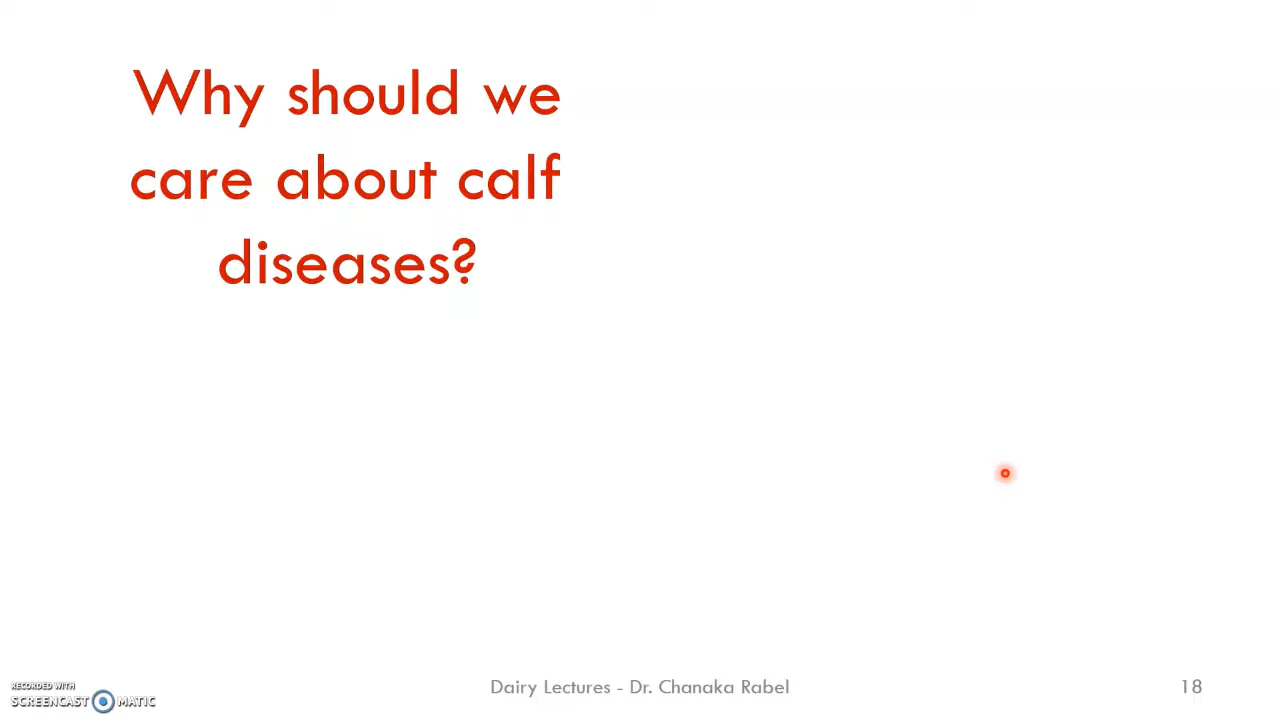 Why should we
care about calf
diseases?
RECORDED WITH
SCREENCAST MATIC
Dairy Lectures - Dr. Chanaka Rabel
18